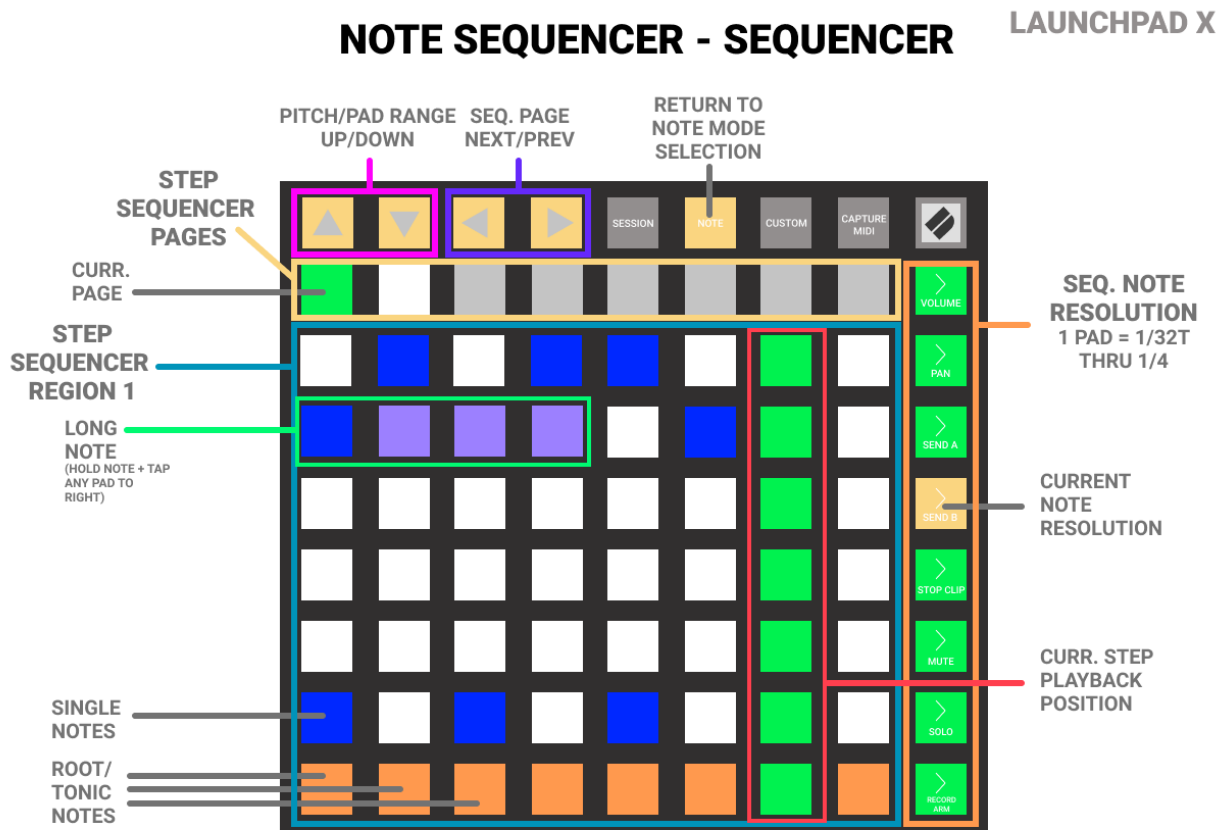 NOTE SEQUENCER - SEQUENCER
LAUNCHPAD X
PITCH/PAD RANGE
UP/DOWN
SEQ. PAGE
NEXT/PREV
RETURN TO
NOTE MODE
SELECTION
STEP
SEQUENCER
PAGES
SESSION
NOTE
CUSTOM
CAPTURE
MIDI
CURR.
PAGE
VOLUME
SEQ. NOTE
RESOLUTION
1 PAD = 1/32T
THRU 1/4
STEP
SEQUENCER
REGION 1
PAN
LONG
NOTE
(HOLD NOTE + TAP
ANY PAD TO
RIGHT)
SEND A
SEND B
CURRENT
NOTE
RESOLUTION
STOP CLIP
MUTE
CURR. STEP
PLAYBACK
POSITION
SINGLE
NOTES
SOLO
ROOT/
TONIC
NOTES
RECORD
ARM